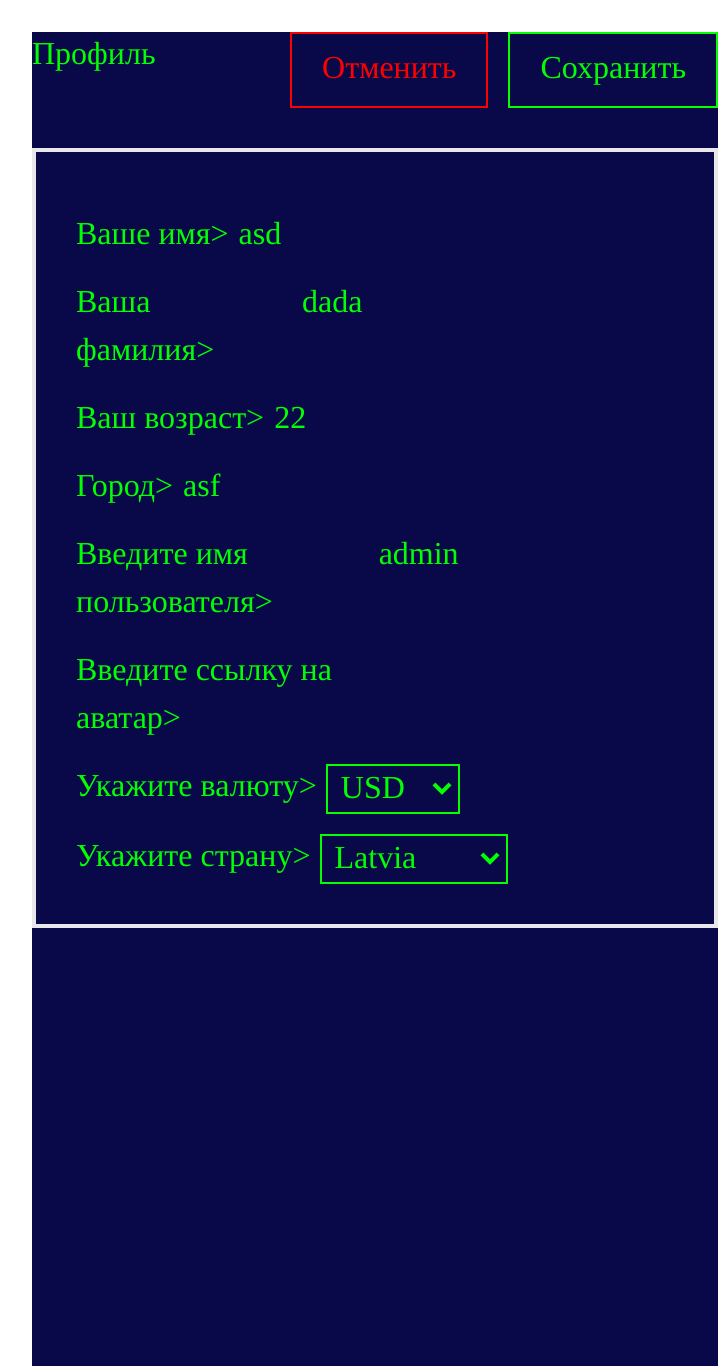 Профиль
Отменить
Сохранить
Ваше имя> asd
Ваша dada
фамилия>
Ваш возраст> 22
Город> asf
Введите имя admin
пользователя>
Введите ссылку на
аватар>
Укажите валюту> USD
Укажите страну> Latvia